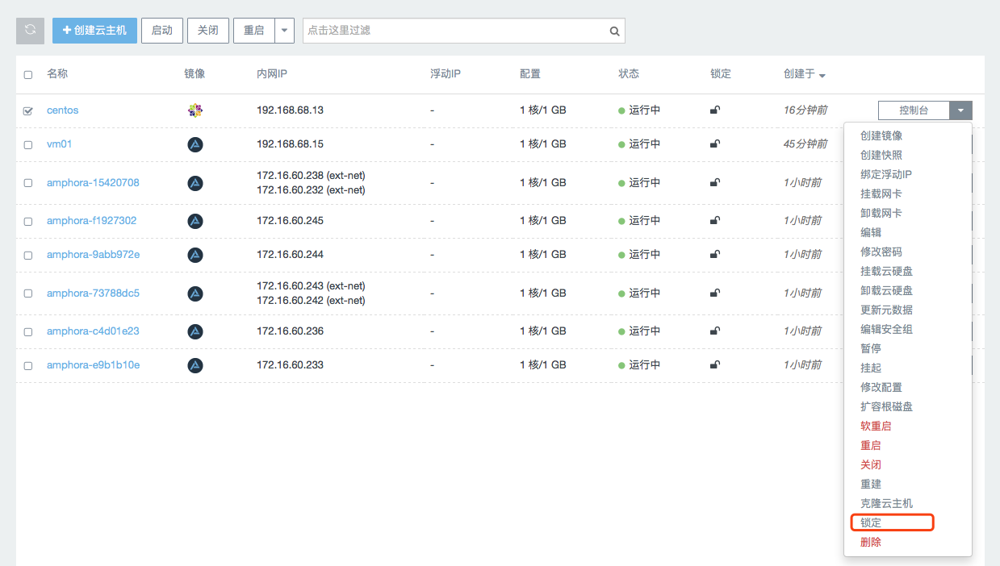 创建云主机 启动 关闭 重启 点击这里过滤
名称 镜像 内网IP 浮动IP 配置 状态 锁定 创建于
centos 192.168.68.13 - 1 核/1 GB 运行中 16分钟前 控制台
vm01 192.168.68.15 - 1 核/1 GB 运行中 45分钟前
amphora-15420708 172.16.60.238 (ext-net) - 1 核/1 GB 运行中 1小时前
172.16.60.232 (ext-net)
amphora-f1927302 172.16.60.245 - 1 核/1 GB 运行中 1小时前
amphora-9abb972e 172.16.60.244 - 1 核/1 GB 运行中 1小时前
amphora-73788dc5 172.16.60.243 (ext-net) - 1 核/1 GB 运行中 1小时前
172.16.60.242 (ext-net)
amphora-c4d01e23 172.16.60.236 - 1 核/1 GB 运行中 1小时前
amphora-e9b1b10e 172.16.60.233 - 1 核/1 GB 运行中 1小时前
创建镜像
创建快照
绑定浮动IP
挂载网卡
卸载网卡
编辑
修改密码
挂载云硬盘
卸载云硬盘
更新元数据
编辑安全组
暂停
挂起
修改配置
扩容根磁盘
软重启
重启
关闭
重建
克隆云主机
锁定
删除